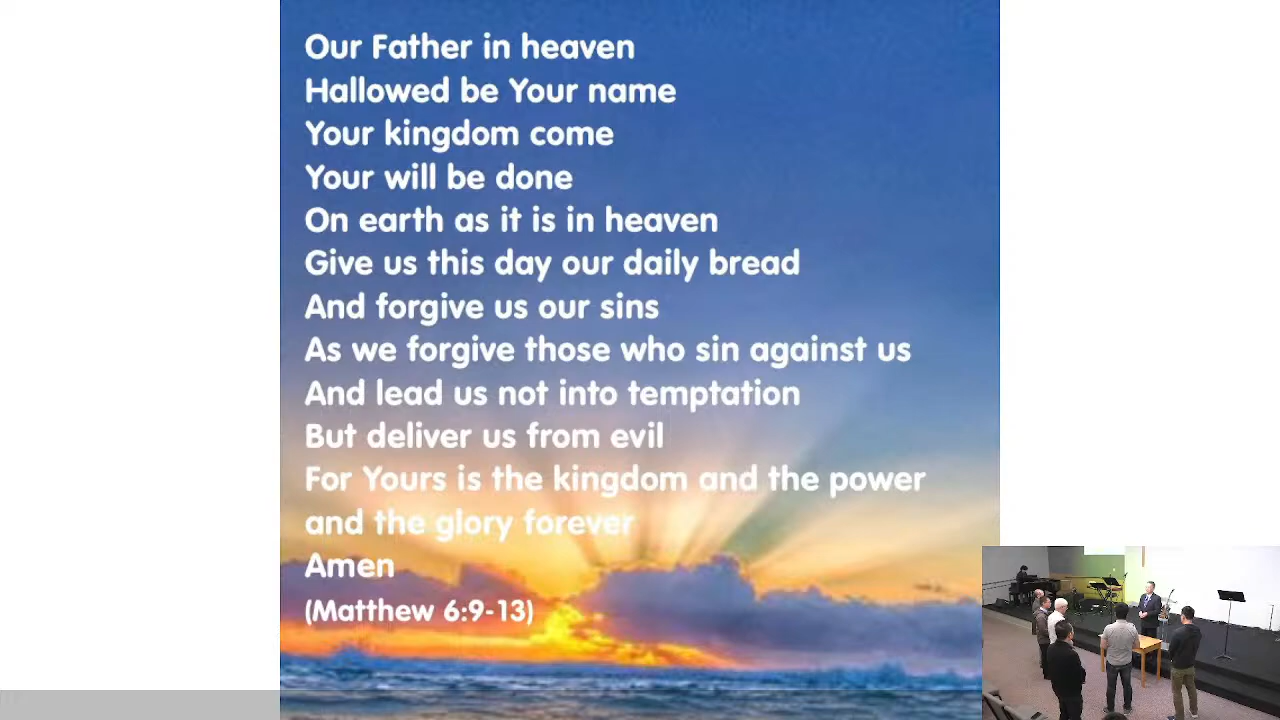 Our Father in heaven
Hallowed be Your name
Your kingdom come
Your will be done
On earth as it is in heaven
Give us this day our daily bread
And forgive us our sins
As we forgive those who sin against us
And lead us not into temptation
But deliver us from evil
For Yours is the kingdom and the power
and the glory forever
Amen
(Matthew 6:9-13)